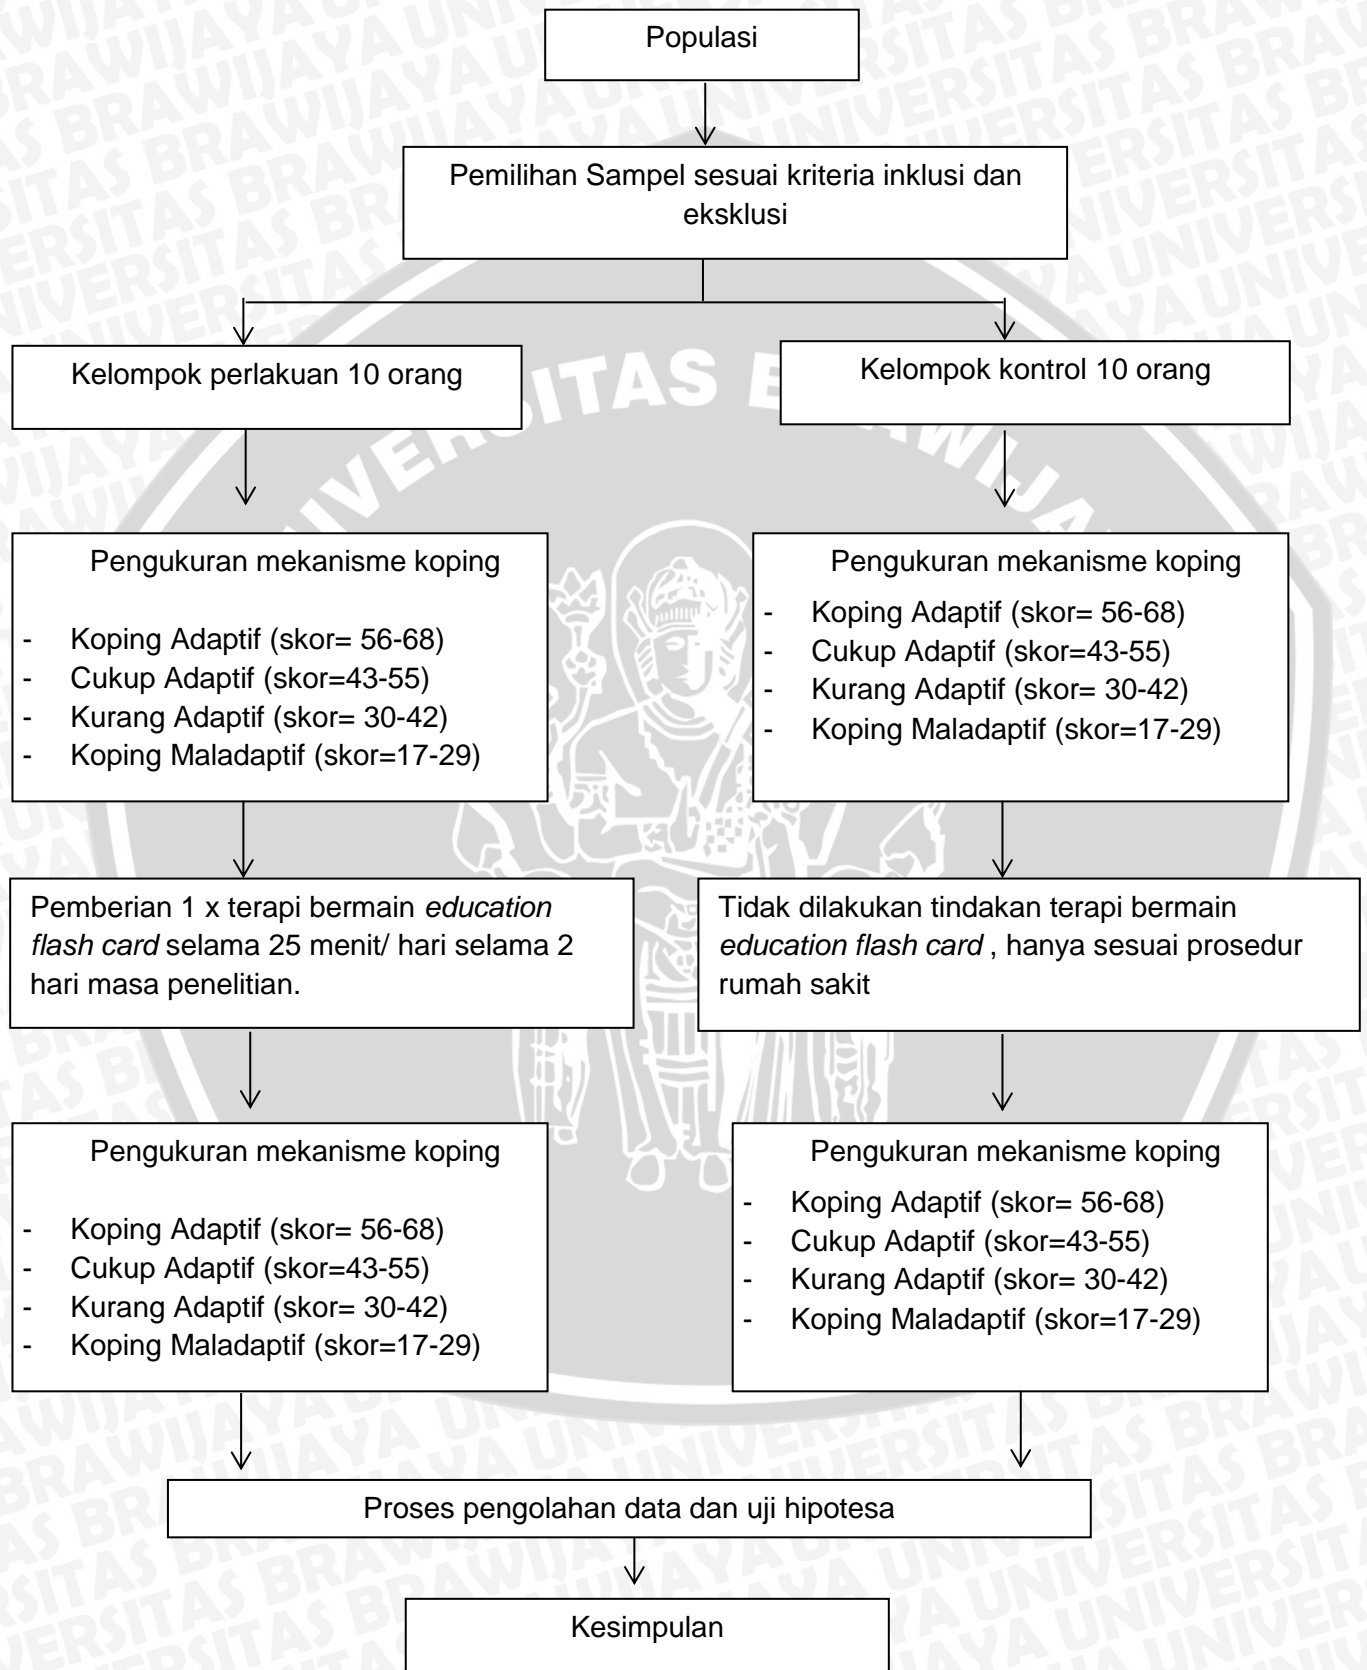 Populasi
Pemilihan Sampel sesuai kriteria inklusi dan
eksklusi
Kelompok perlakuan 10 orang
Kelompok kontrol 10 orang
Pengukuran mekanisme koping
- Koping Adaptif (skor= 56-68)
- Cukup Adaptif (skor=43-55)
- Kurang Adaptif (skor= 30-42)
- Koping Maladaptif (skor=17-29)
Pengukuran mekanisme koping
- Koping Adaptif (skor= 56-68)
- Cukup Adaptif (skor=43-55)
- Kurang Adaptif (skor= 30-42)
- Koping Maladaptif (skor=17-29)
Pemberian 1 x terapi bermain education
flash card selama 25 menit/ hari selama 2
hari masa penelitian.
Tidak dilakukan tindakan terapi bermain
education flash card , hanya sesuai prosedur
rumah sakit
Pengukuran mekanisme koping
- Koping Adaptif (skor= 56-68)
- Cukup Adaptif (skor=43-55)
- Kurang Adaptif (skor= 30-42)
- Koping Maladaptif (skor=17-29)
Pengukuran mekanisme koping
- Koping Adaptif (skor= 56-68)
- Cukup Adaptif (skor=43-55)
- Kurang Adaptif (skor= 30-42)
- Koping Maladaptif (skor=17-29)
Proses pengolahan data dan uji hipotesa
Kesimpulan